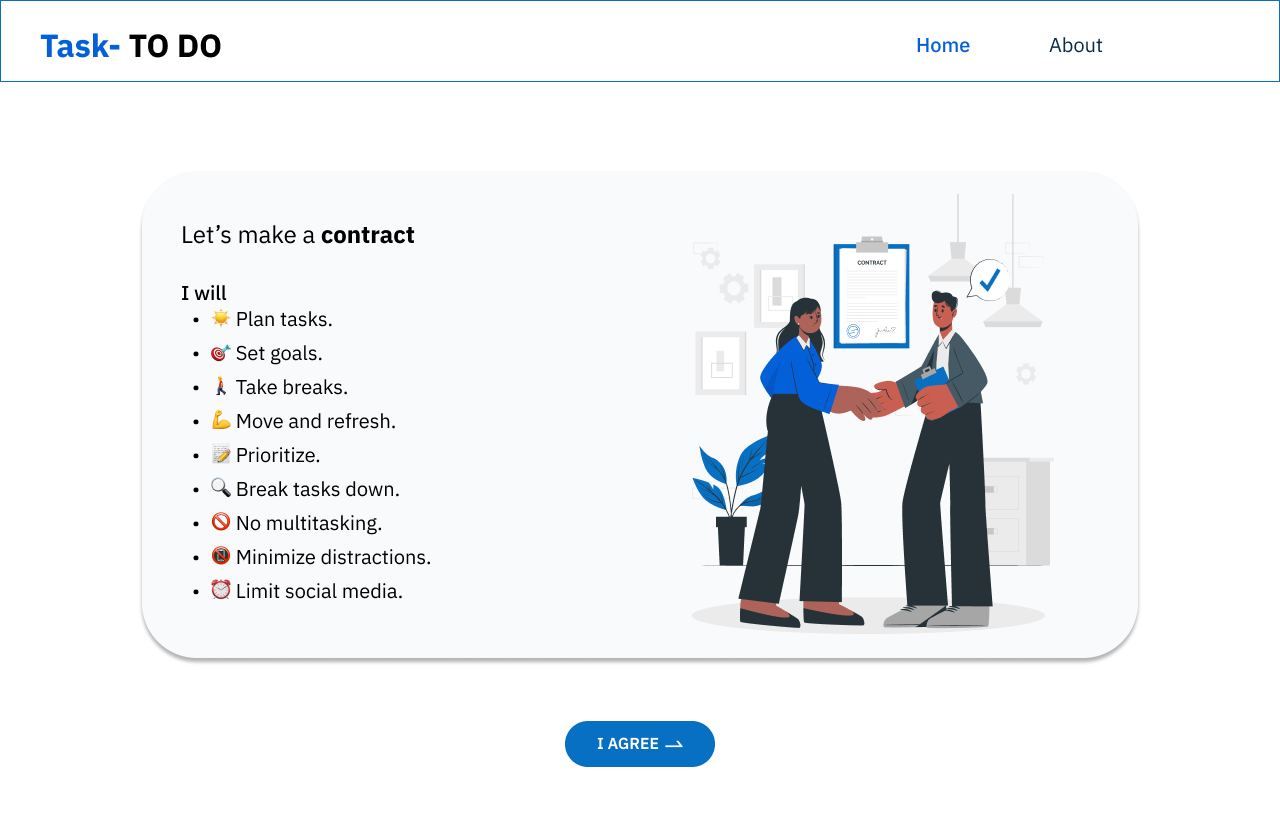 Task- TO DO
Home
About
Let’s make a contract
I will
• ☀️ Plan tasks.
• 🎯 Set goals.
• 🚶 Take breaks.
• 💪 Move and refresh.
• 📝 Prioritize.
• 🔍 Break tasks down.
• 🚫 No multitasking.
• 📵 Minimize distractions.
• ⏰ Limit social media.
CONTRACT
I AGREE